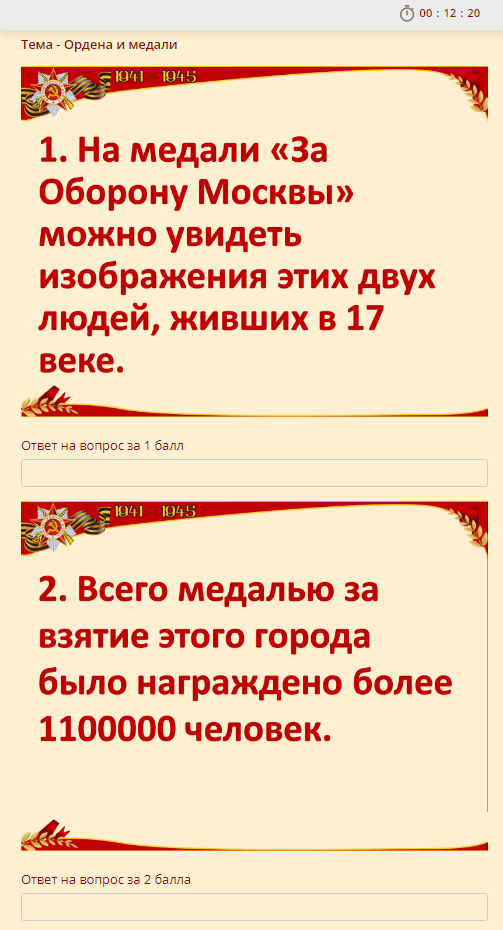 00 : 12 : 20
Тема - Ордена и медали
1941 - 1945
1. На медали «За
Оборону Москвы»
можно увидеть
изображения этих двух
людей, живших в 17
веке.
Ответ на вопрос за 1 балл
1941 - 1945
2. Всего медалью за
взятие этого города
было награждено более
1100000 человек.
Ответ на вопрос за 2 балла